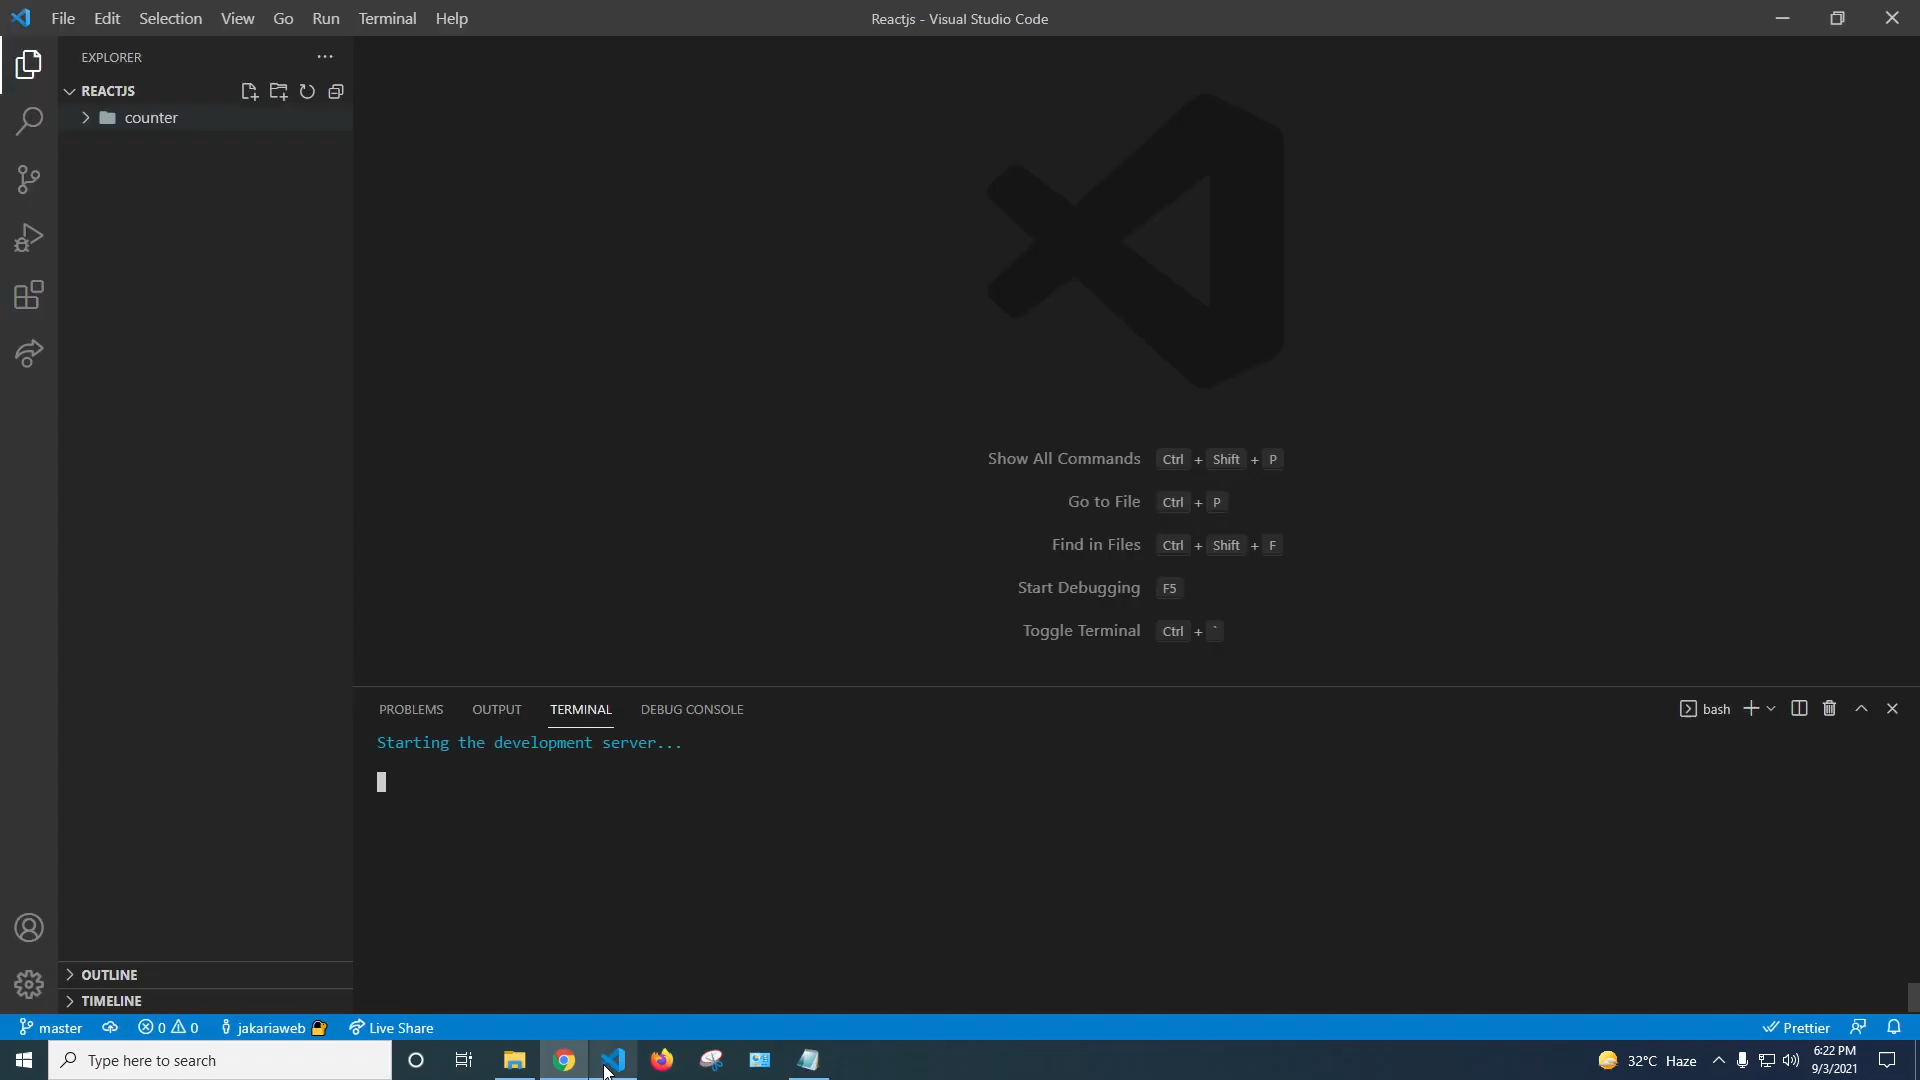 File Edit Selection View Go Run Terminal Help
Reactjs - Visual Studio Code
EXPLORER
REACTJS
counter
Show All Commands Ctrl + Shift + P
Go to File Ctrl + P
Find in Files Ctrl + Shift + F
Start Debugging F5
Toggle Terminal Ctrl + `
PROBLEMS OUTPUT TERMINAL DEBUG CONSOLE
bash
Starting the development server...
OUTLINE
TIMELINE
master 0 0 jakariaweb Live Share
Prettier
Type here to search
32°C Haze
6:22 PM
9/3/2021